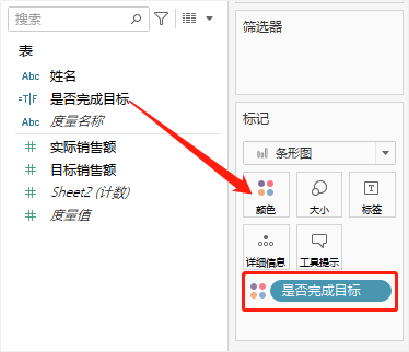 搜索
表
Abc 姓名
=T|F 是否完成目标
Abc 度量名称
实际销售额
目标销售额
Sheet2 (计数)
度量值
筛选器
标记
条形图
颜色 大小 标签
T
详细信息 工具提示
是否完成目标